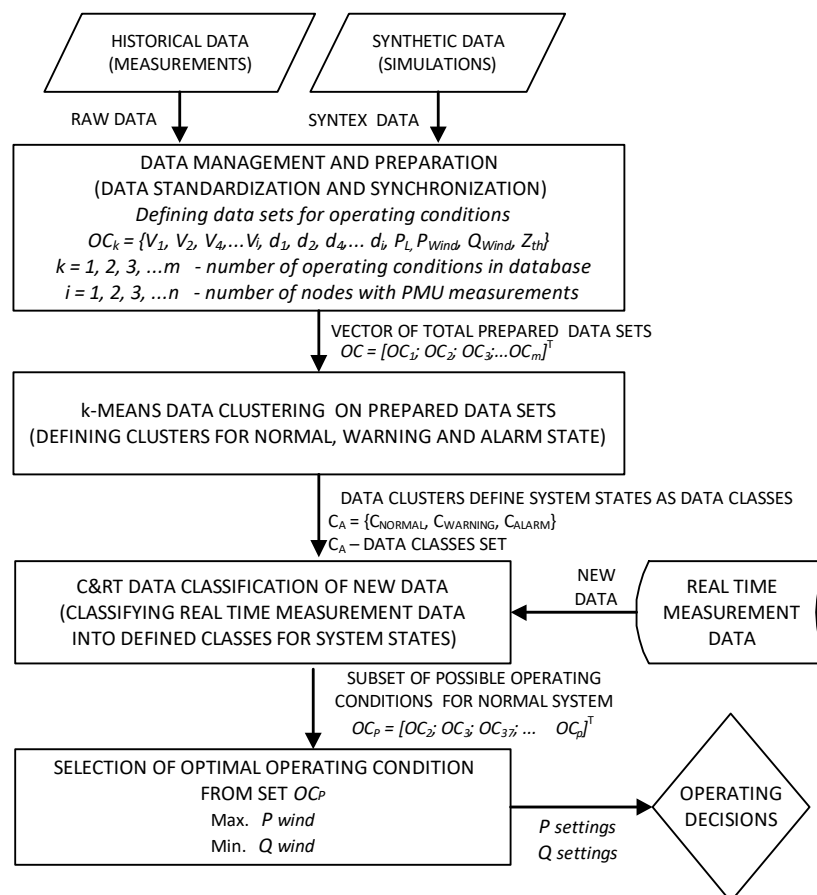 HISTORICAL DATA
(MEASUREMENTS)
SYNTHETIC DATA
(SIMULATIONS)
RAW DATA
SYNTEX DATA
DATA MANAGEMENT AND PREPARATION
(DATA STANDARDIZATION AND SYNCHRONIZATION)
Defining data sets for operating conditions
OCk = {V1, V2, V4,...Vi, d1, d2, d4,... di, PL, PWind, QWind, Zth}
k = 1, 2, 3, ...m - number of operating conditions in database
i = 1, 2, 3, ...n - number of nodes with PMU measurements
VECTOR OF TOTAL PREPARED DATA SETS
OC = [OC1; OC2; OC3;...OCm]T
k-MEANS DATA CLUSTERING ON PREPARED DATA SETS
(DEFINING CLUSTERS FOR NORMAL, WARNING AND ALARM STATE)
DATA CLUSTERS DEFINE SYSTEM STATES AS DATA CLASSES
CA = {CNORMAL, CWARNING, CALARM}
CA – DATA CLASSES SET
C&RT DATA CLASSIFICATION OF NEW DATA
(CLASSIFYING REAL TIME MEASUREMENT DATA
INTO DEFINED CLASSES FOR SYSTEM STATES)
NEW
DATA
REAL TIME
MEASUREMENT
DATA
SUBSET OF POSSIBLE OPERATING
CONDITIONS FOR NORMAL SYSTEM
OCP = [OC2; OC3; OC37; ... OCp]T
SELECTION OF OPTIMAL OPERATING CONDITION
FROM SET OCP
Max. P wind
Min. Q wind
P settings
Q settings
OPERATING
DECISIONS